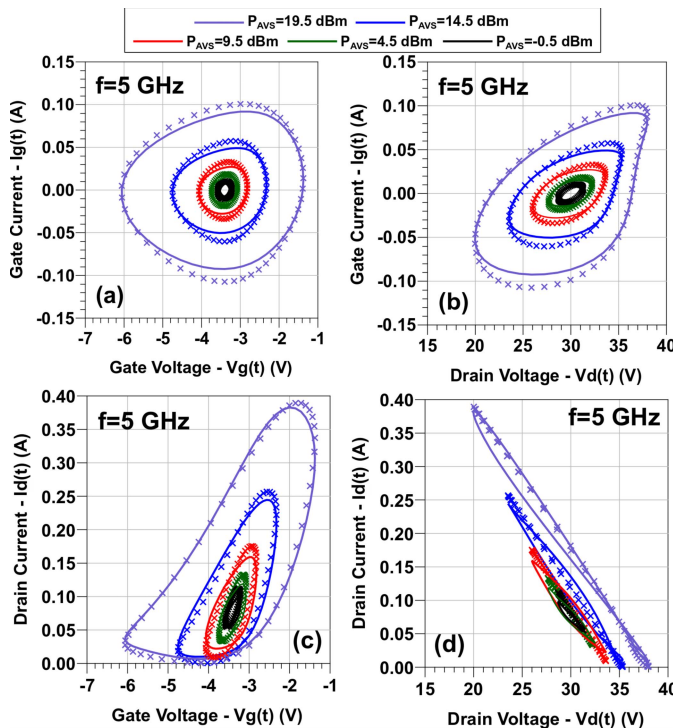 P_AVS=19.5 dBm P_AVS=14.5 dBm
P_AVS=9.5 dBm P_AVS=4.5 dBm P_AVS=-0.5 dBm
f=5 GHz
0.15
0.10
0.05
0.00
-0.05
-0.10
-0.15
Gate Current - Ig(t) (A)
(a)
-7 -6 -5 -4 -3 -2 -1
Gate Voltage - Vg(t) (V)
f=5 GHz
0.15
0.10
0.05
0.00
-0.05
-0.10
-0.15
Gate Current - Ig(t) (A)
(b)
15 20 25 30 35 40
Drain Voltage - Vd(t) (V)
f=5 GHz
0.40
0.35
0.30
0.25
0.20
0.15
0.10
0.05
0.00
Drain Current - Id(t) (A)
(c)
-7 -6 -5 -4 -3 -2 -1
Gate Voltage - Vg(t) (V)
f=5 GHz
0.40
0.35
0.30
0.25
0.20
0.15
0.10
0.05
0.00
Drain Current - Id(t) (A)
(d)
15 20 25 30 35 40
Drain Voltage - Vd(t) (V)